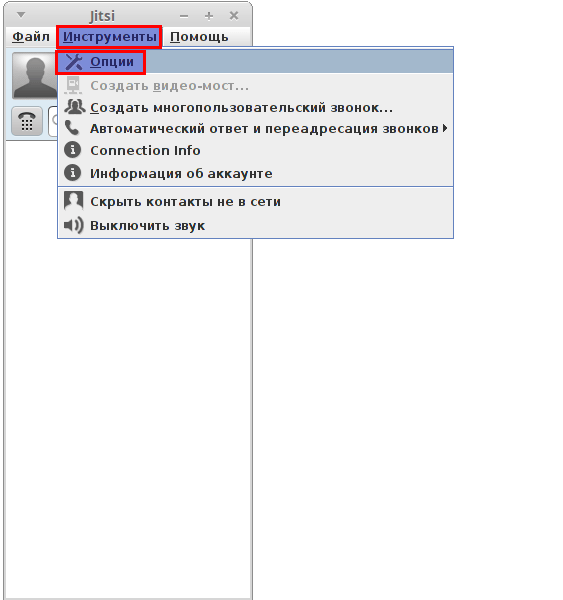 Jitsi
Файл Инструменты Помощь
Опции
Создать видео-мост...
Создать многопользовательский звонок...
Автоматический ответ и переадресация звонков
Connection Info
Информация об аккаунте
Скрыть контакты не в сети
Выключить звук